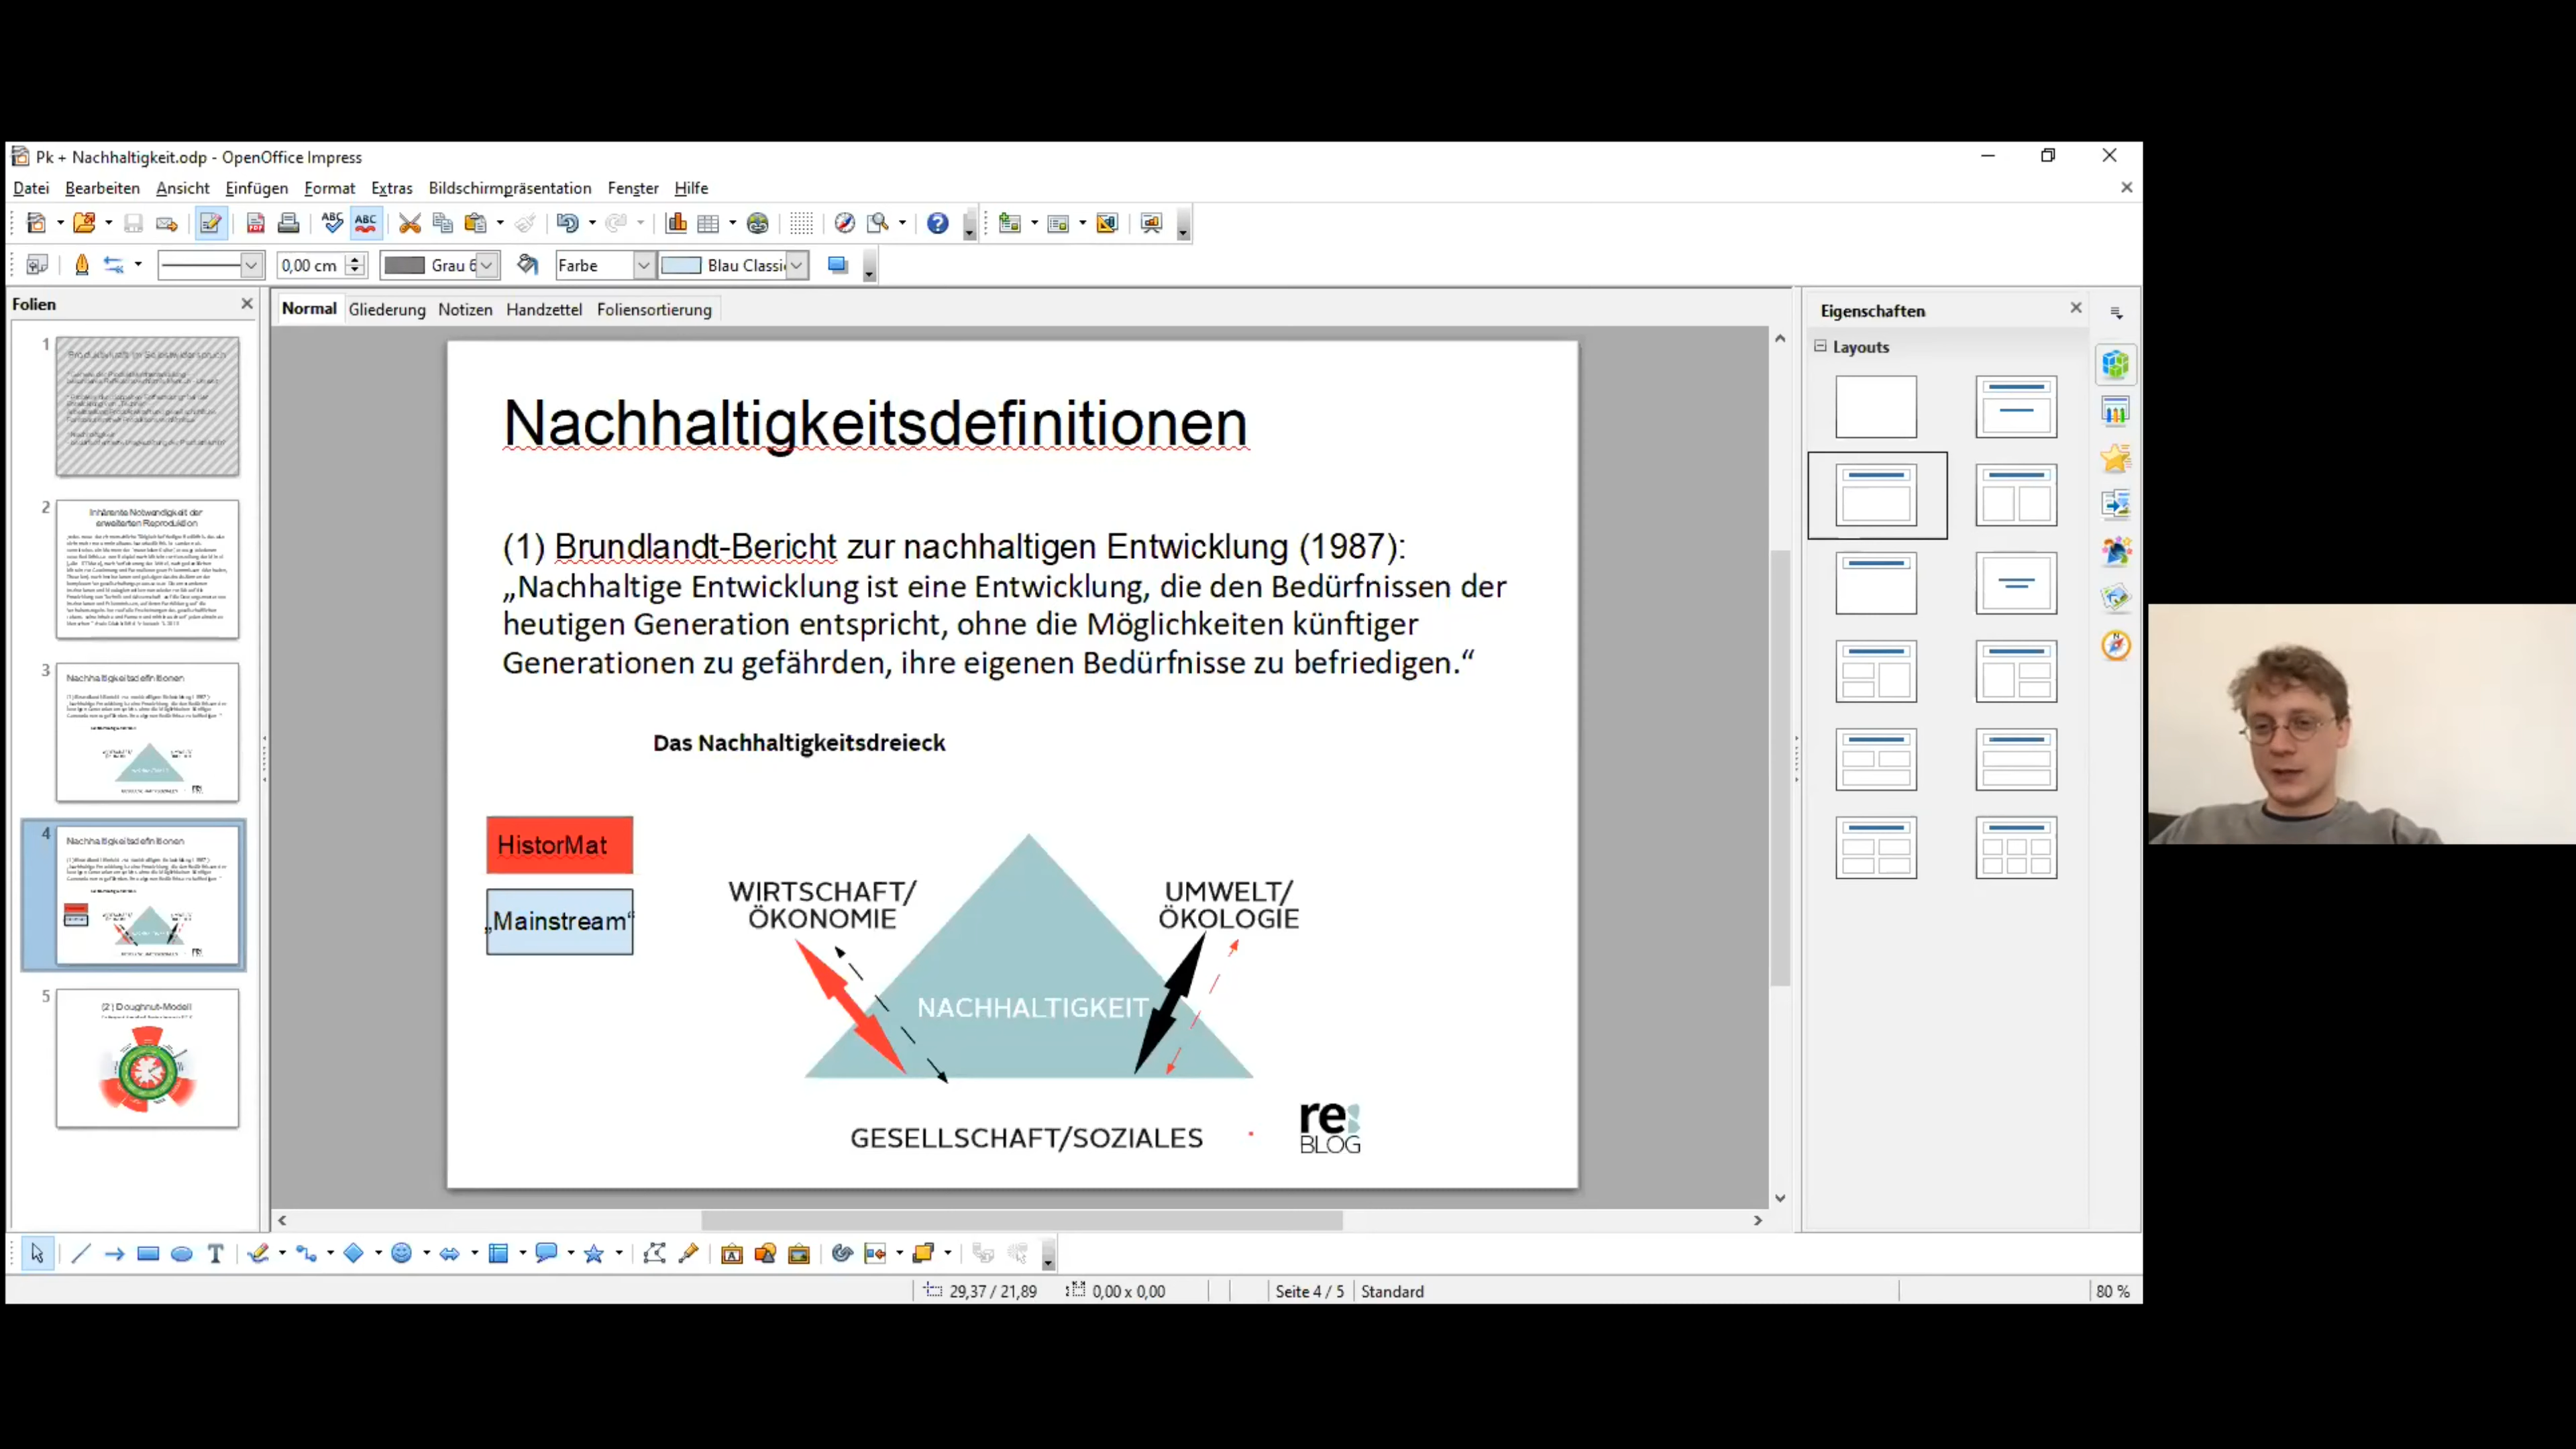 Pk + Nachhaltigkeit.odp - OpenOffice Impress
Datei Bearbeiten Ansicht Einfügen Format Extras Bildschirmpräsentation Fenster Hilfe
0,00 cm
Grau 6
Farbe
Blau Classi
Folien
Normal Gliederung Notizen Handzettel Foliensortierung
Eigenschaften
Layouts
1
2
Inhärente Notwendigkeit der
erweiterten Reproduktion
3
Nachhaltigkeitsdefinitionen
4
Nachhaltigkeitsdefinitionen
5
(2) Doughnut-Modell
Nachhaltigkeitsdefinitionen
(1) Brundlandt-Bericht zur nachhaltigen Entwicklung (1987):
„Nachhaltige Entwicklung ist eine Entwicklung, die den Bedürfnissen der
heutigen Generation entspricht, ohne die Möglichkeiten künftiger
Generationen zu gefährden, ihre eigenen Bedürfnisse zu befriedigen.“
Das Nachhaltigkeitsdreieck
HistorMat
„Mainstream“
WIRTSCHAFT/
ÖKONOMIE
UMWELT/
ÖKOLOGIE
NACHHALTIGKEIT
GESELLSCHAFT/SOZIALES
re:
BLOG
29,37 / 21,89
0,00 x 0,00
Seite 4 / 5
Standard
80 %